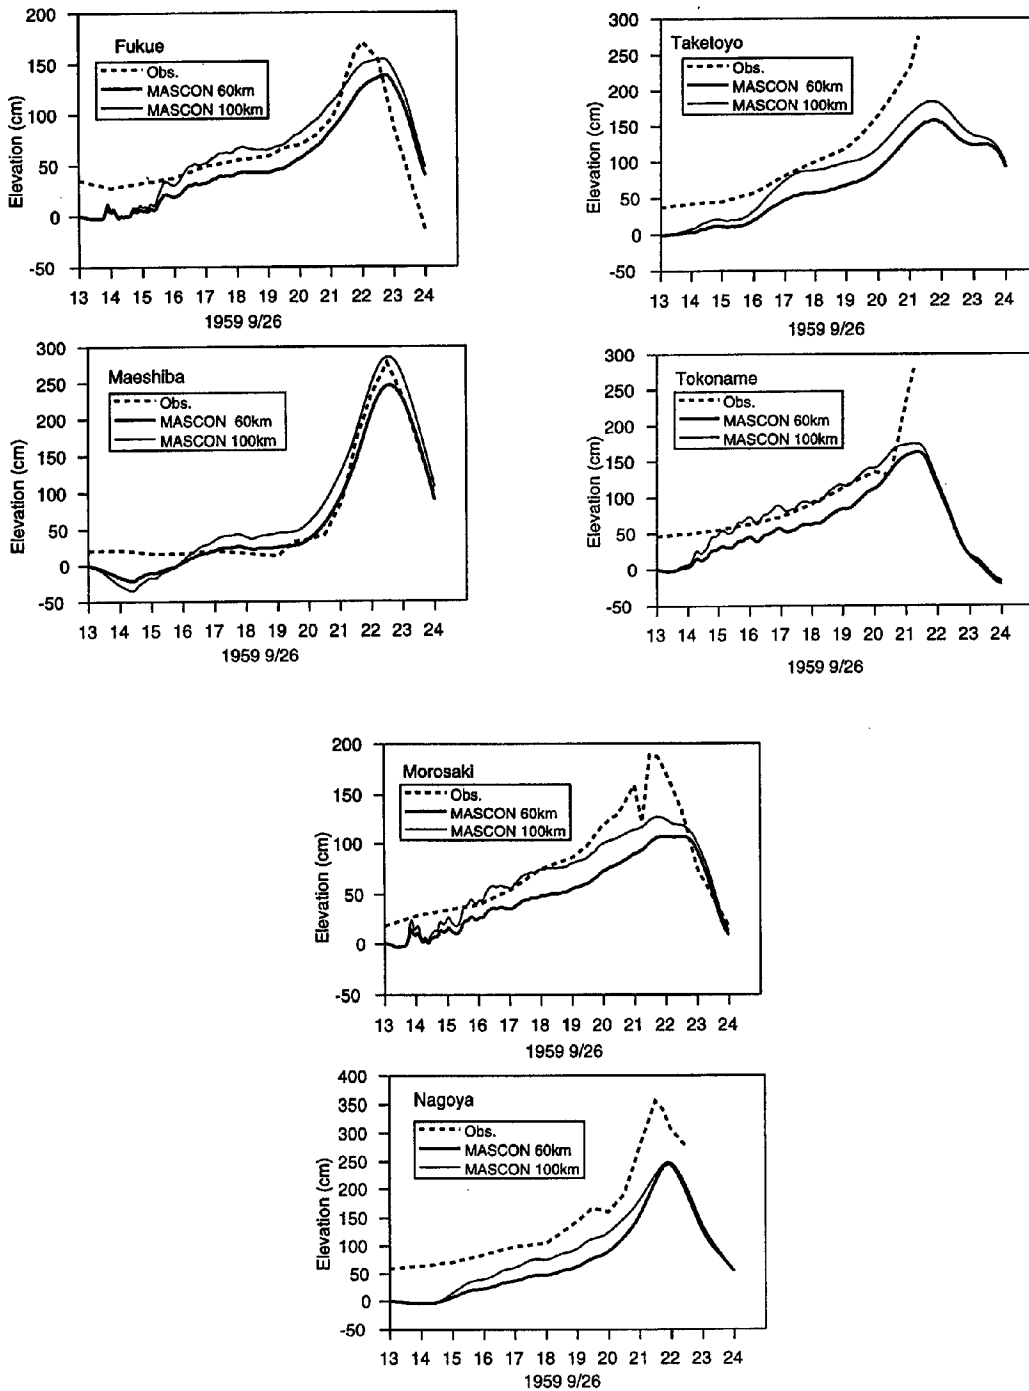 Fukue
Obs.
MASCON 60km
MASCON 100km
Elevation (cm)
200
150
100
50
0
-50
13 14 15 16 17 18 19 20 21 22 23 24
1959 9/26
Taketoyo
Obs.
MASCON 60km
MASCON 100km
Elevation (cm)
300
250
200
150
100
50
0
-50
13 14 15 16 17 18 19 20 21 22 23 24
1959 9/26
Maeshiba
Obs.
MASCON 60km
MASCON 100km
Elevation (cm)
300
250
200
150
100
50
0
-50
13 14 15 16 17 18 19 20 21 22 23 24
1959 9/26
Tokoname
Obs.
MASCON 60km
MASCON 100km
Elevation (cm)
300
250
200
150
100
50
0
-50
13 14 15 16 17 18 19 20 21 22 23 24
1959 9/26
Morosaki
Obs.
MASCON 60km
MASCON 100km
Elevation (cm)
200
150
100
50
0
-50
13 14 15 16 17 18 19 20 21 22 23 24
1959 9/26
Nagoya
Obs.
MASCON 60km
MASCON 100km
Elevation (cm)
400
350
300
250
200
150
100
50
0
-50
13 14 15 16 17 18 19 20 21 22 23 24
1959 9/26